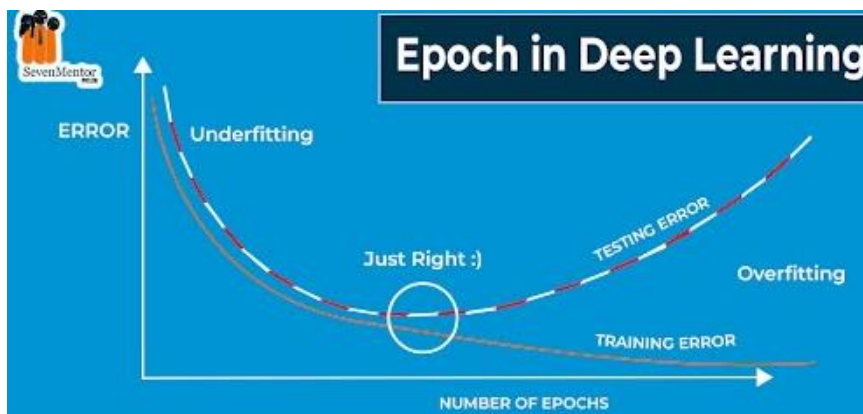 SevenMentor
Epoch in Deep Learning
ERROR
Underfitting
Just Right :)
TESTING ERROR
Overfitting
TRAINING ERROR
NUMBER OF EPOCHS